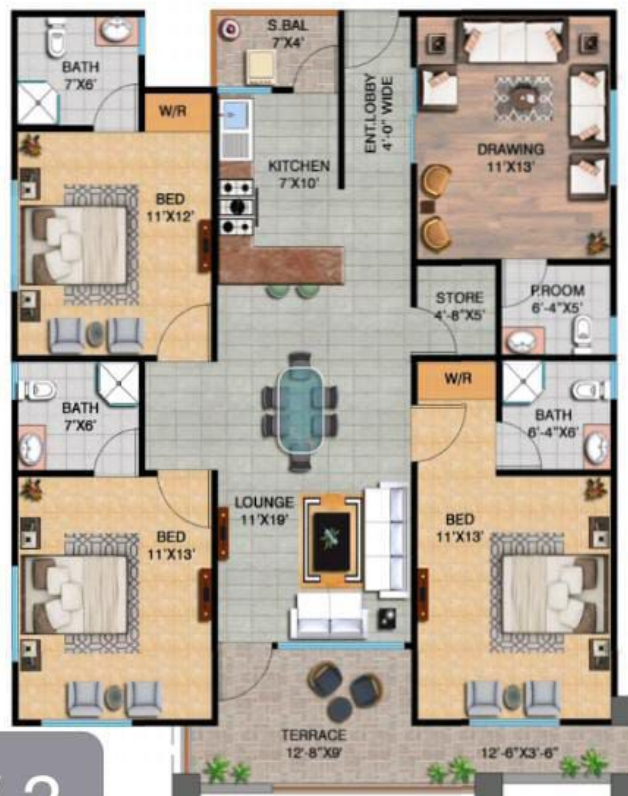 S.BAL
7'X4'
BATH
7'X6'
W/R
ENT.LOBBY
4'-0" WIDE
KITCHEN
7'X10'
DRAWING
11'X13'
BED
11'X12'
STORE
4'-8"X5'
P.ROOM
6'-4"X5'
W/R
BATH
7'X6'
BATH
6'-4"X6'
LOUNGE
11'X19'
BED
11'X13'
BED
11'X13'
TERRACE
12'-8"X9'
12'-6"X3'-6"